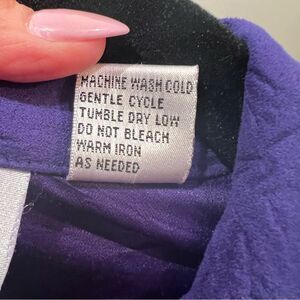 MACHINE WASH COLD
GENTLE CYCLE
TUMBLE DRY LOW
DO NOT BLEACH
WARM IRON
AS NEEDED